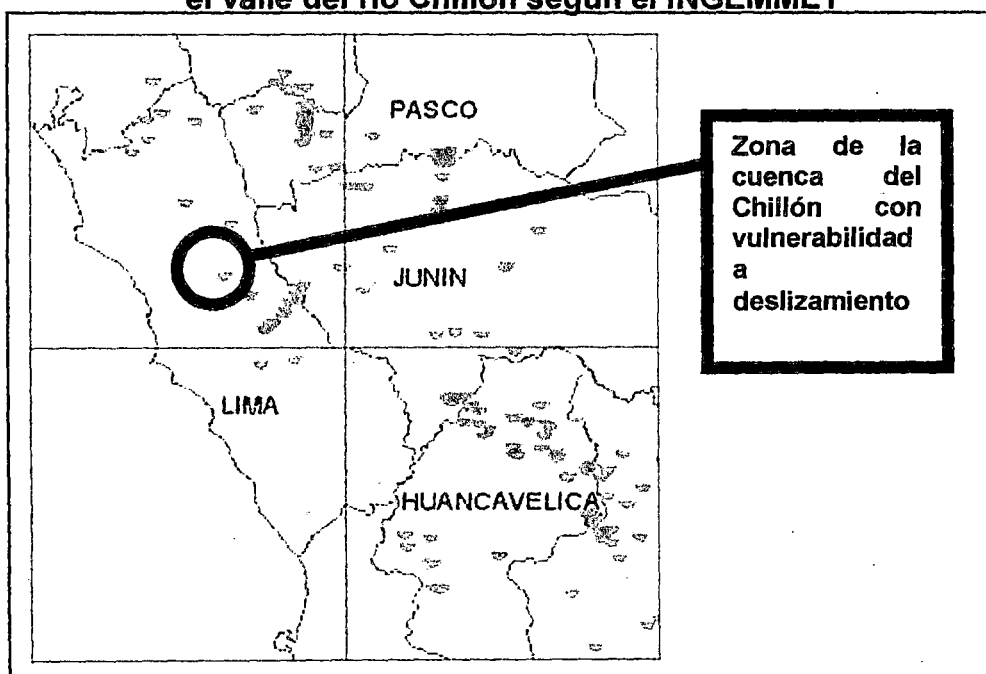 el valle del río Chillón según el INGEMMET
PASCO
Zona de la
cuenca del
Chillón con
vulnerabilidad
a
deslizamiento
JUNIN
LIMA
HUANCAVELICA